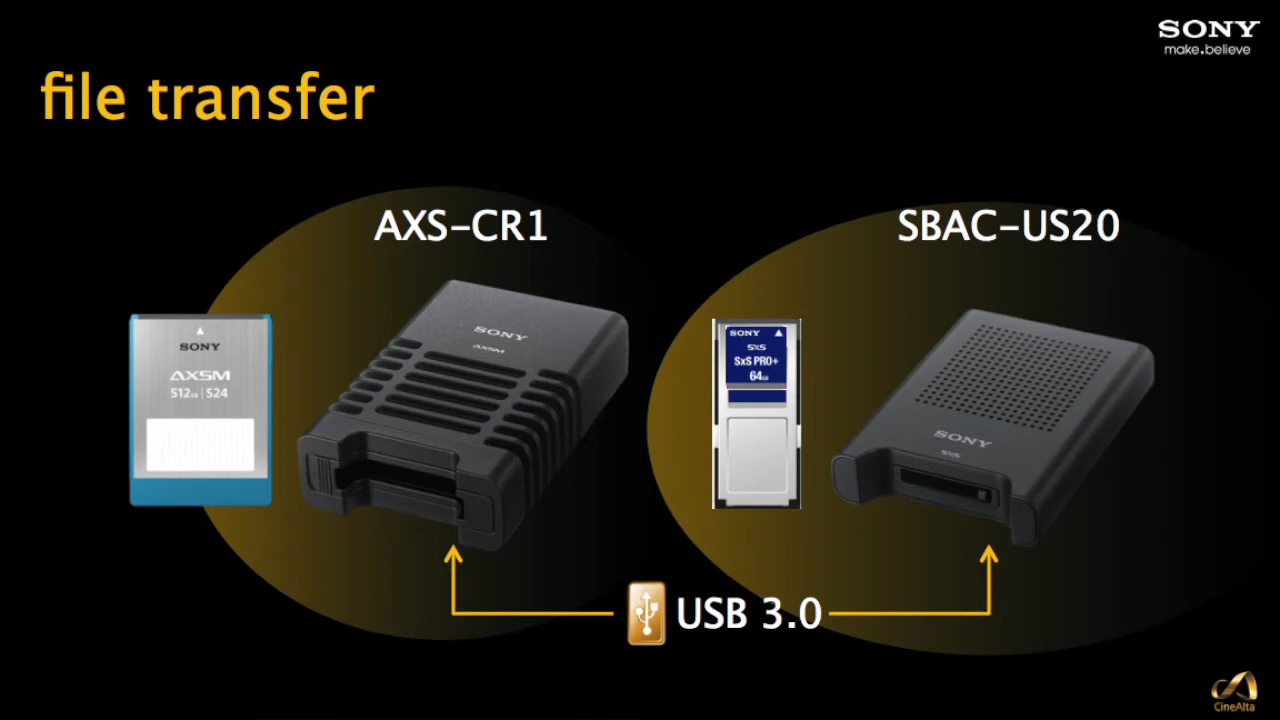 SONY
make.believe
file transfer
AXS-CR1
SBAC-US20
SONY
AXSM
512GB | S24
SONY
AXSM
SONY
SxS
SxS PRO+
64GB
SONY
SxS
USB 3.0
CineAlta